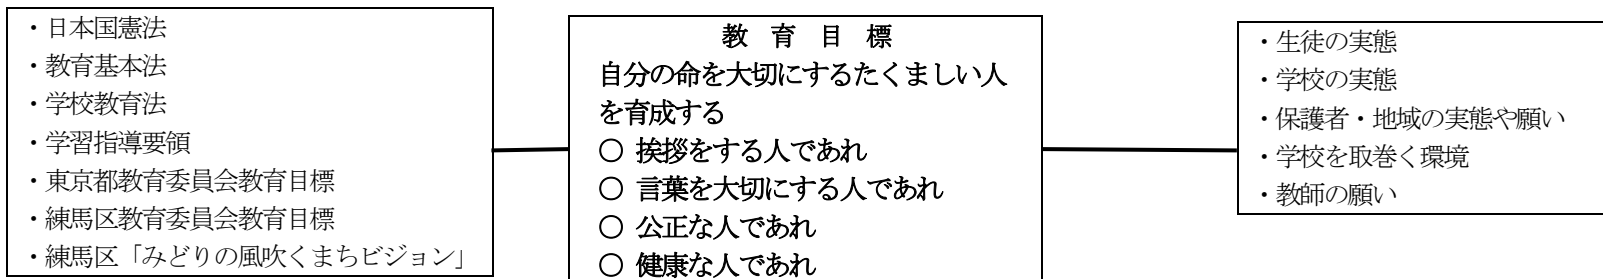 ・日本国憲法
・教育基本法
・学校教育法
・学習指導要領
・東京都教育委員会教育目標
・練馬区教育委員会教育目標
・練馬区「みどりの風吹くまちビジョン」
教　育　目　標
自分の命を大切にするたくましい人
を育成する
○ 挨拶をする人であれ
○ 言葉を大切にする人であれ
○ 公正な人であれ
○ 健康な人であれ
・生徒の実態
・学校の実態
・保護者・地域の実態や願い
・学校を取巻く環境
・教師の願い